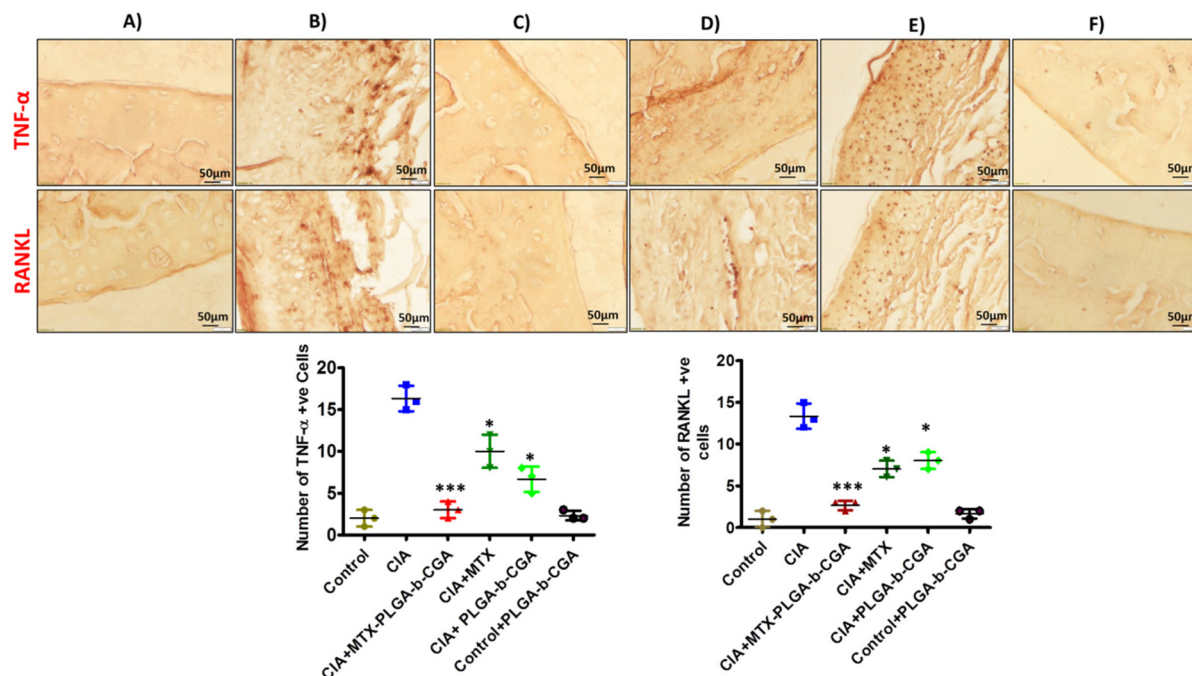 A) B) C) D) E) F)
TNF-α
50µm 50µm 50µm 50µm 50µm 50µm
RANKL
50µm 50µm 50µm 50µm 50µm 50µm
Number of TNF-α +ve Cells
20
15
10
5
0
***
*
*
Control
CIA
CIA+MTX-PLGA-b-CGA
CIA+MTX
CIA+ PLGA-b-CGA
Control+PLGA-b-CGA
Number of RANKL +ve
cells
20
15
10
5
0
***
*
*
Control
CIA
CIA+MTX-PLGA-b-CGA
CIA+MTX
CIA+PLGA-b-CGA
Control+PLGA-b-CGA